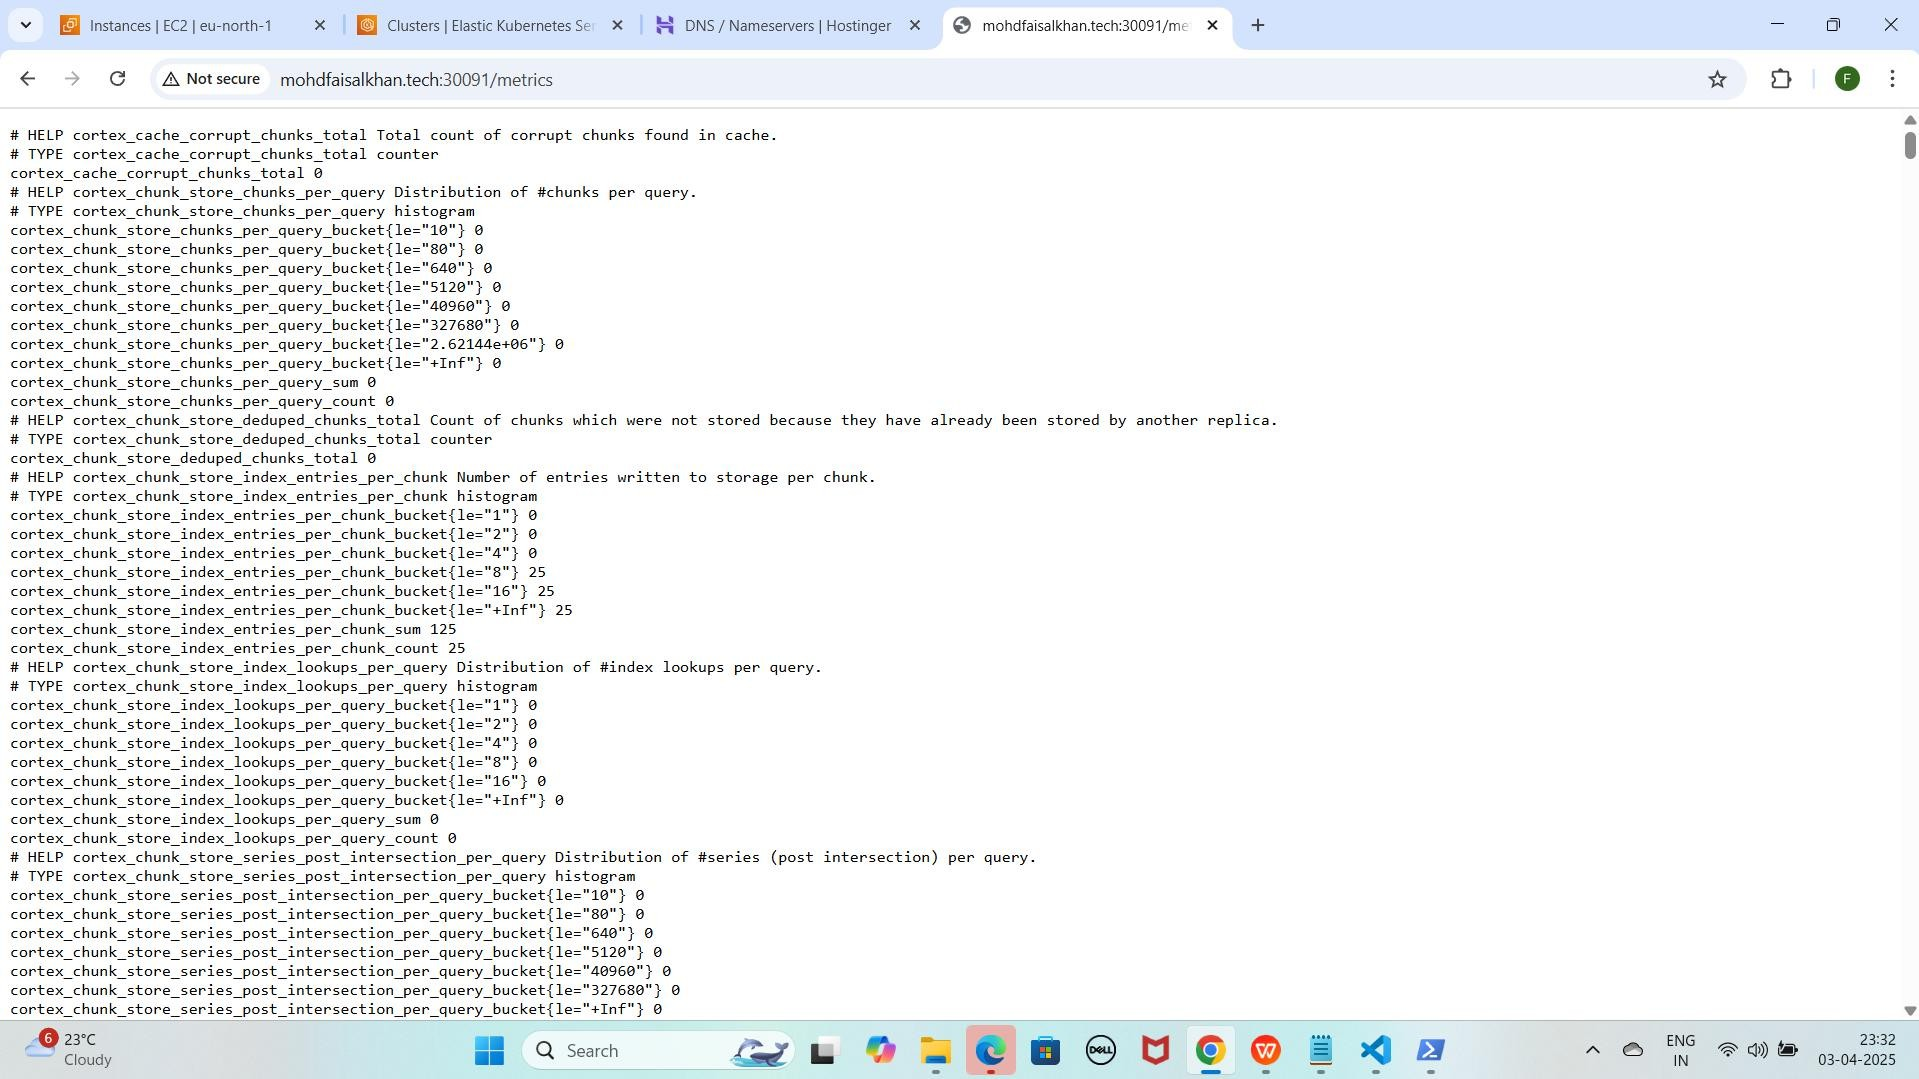 Instances | EC2 | eu-north-1
Clusters | Elastic Kubernetes Ser
DNS / Nameservers | Hostinger
mohdfaisalkhan.tech:30091/me
Not secure
mohdfaisalkhan.tech:30091/metrics
F
# HELP cortex_cache_corrupt_chunks_total Total count of corrupt chunks found in cache.
# TYPE cortex_cache_corrupt_chunks_total counter
cortex_cache_corrupt_chunks_total 0
# HELP cortex_chunk_store_chunks_per_query Distribution of #chunks per query.
# TYPE cortex_chunk_store_chunks_per_query histogram
cortex_chunk_store_chunks_per_query_bucket{le="10"} 0
cortex_chunk_store_chunks_per_query_bucket{le="80"} 0
cortex_chunk_store_chunks_per_query_bucket{le="640"} 0
cortex_chunk_store_chunks_per_query_bucket{le="5120"} 0
cortex_chunk_store_chunks_per_query_bucket{le="40960"} 0
cortex_chunk_store_chunks_per_query_bucket{le="327680"} 0
cortex_chunk_store_chunks_per_query_bucket{le="2.62144e+06"} 0
cortex_chunk_store_chunks_per_query_bucket{le="+Inf"} 0
cortex_chunk_store_chunks_per_query_sum 0
cortex_chunk_store_chunks_per_query_count 0
# HELP cortex_chunk_store_deduped_chunks_total Count of chunks which were not stored because they have already been stored by another replica.
# TYPE cortex_chunk_store_deduped_chunks_total counter
cortex_chunk_store_deduped_chunks_total 0
# HELP cortex_chunk_store_index_entries_per_chunk Number of entries written to storage per chunk.
# TYPE cortex_chunk_store_index_entries_per_chunk histogram
cortex_chunk_store_index_entries_per_chunk_bucket{le="1"} 0
cortex_chunk_store_index_entries_per_chunk_bucket{le="2"} 0
cortex_chunk_store_index_entries_per_chunk_bucket{le="4"} 0
cortex_chunk_store_index_entries_per_chunk_bucket{le="8"} 25
cortex_chunk_store_index_entries_per_chunk_bucket{le="16"} 25
cortex_chunk_store_index_entries_per_chunk_bucket{le="+Inf"} 25
cortex_chunk_store_index_entries_per_chunk_sum 125
cortex_chunk_store_index_entries_per_chunk_count 25
# HELP cortex_chunk_store_index_lookups_per_query Distribution of #index lookups per query.
# TYPE cortex_chunk_store_index_lookups_per_query histogram
cortex_chunk_store_index_lookups_per_query_bucket{le="1"} 0
cortex_chunk_store_index_lookups_per_query_bucket{le="2"} 0
cortex_chunk_store_index_lookups_per_query_bucket{le="4"} 0
cortex_chunk_store_index_lookups_per_query_bucket{le="8"} 0
cortex_chunk_store_index_lookups_per_query_bucket{le="16"} 0
cortex_chunk_store_index_lookups_per_query_bucket{le="+Inf"} 0
cortex_chunk_store_index_lookups_per_query_sum 0
cortex_chunk_store_index_lookups_per_query_count 0
# HELP cortex_chunk_store_series_post_intersection_per_query Distribution of #series (post intersection) per query.
# TYPE cortex_chunk_store_series_post_intersection_per_query histogram
cortex_chunk_store_series_post_intersection_per_query_bucket{le="10"} 0
cortex_chunk_store_series_post_intersection_per_query_bucket{le="80"} 0
cortex_chunk_store_series_post_intersection_per_query_bucket{le="640"} 0
cortex_chunk_store_series_post_intersection_per_query_bucket{le="5120"} 0
cortex_chunk_store_series_post_intersection_per_query_bucket{le="40960"} 0
cortex_chunk_store_series_post_intersection_per_query_bucket{le="327680"} 0
cortex_chunk_store_series_post_intersection_per_query_bucket{le="+Inf"} 0
6
23°C
Cloudy
Search
DELL
ENG
IN
23:32
03-04-2025